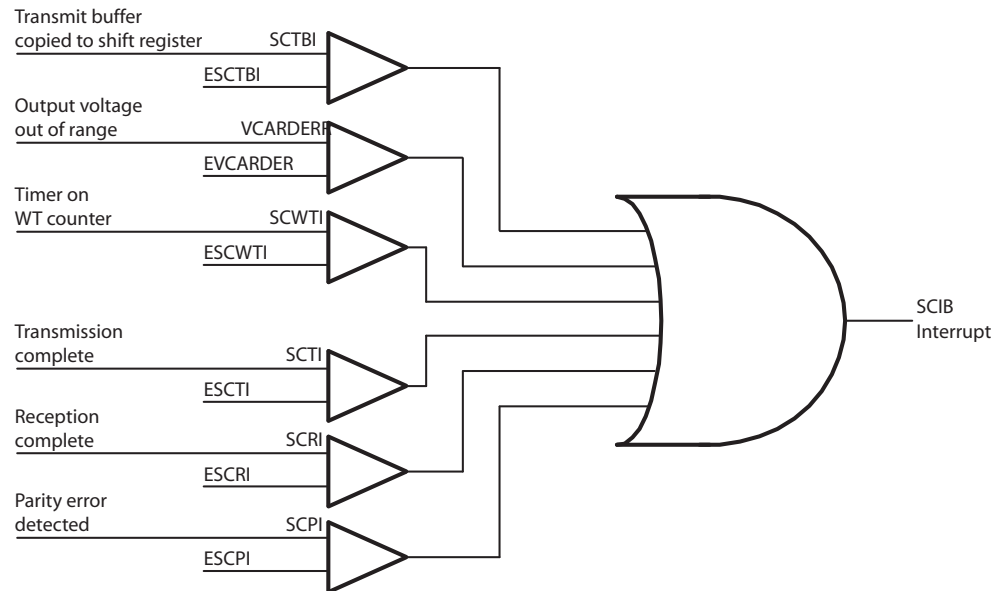 Transmit buffer
copied to shift register
SCTBI
ESCTBI
Output voltage
out of range
VCARDERR
EVCARDER
Timer on
WT counter
SCWTI
ESCWTI
Transmission
complete
SCTI
ESCTI
Reception
complete
SCRI
ESCRI
Parity error
detected
SCPI
ESCPI
SCIB
Interrupt